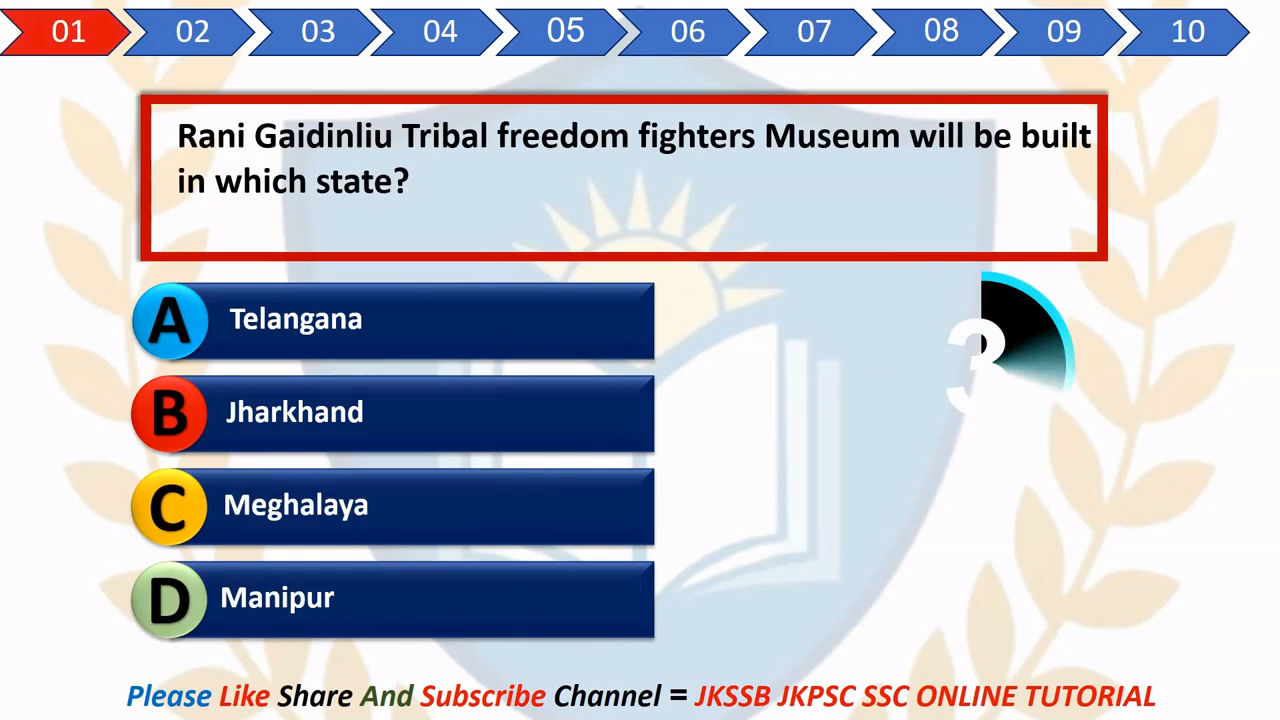 01 02 03 04 05 06 07 08 09 10
Rani Gaidinliu Tribal freedom fighters Museum will be built
in which state?
3
A Telangana
B Jharkhand
C Meghalaya
D Manipur
Please Like Share And Subscribe Channel = JKSSB JKPSC SSC ONLINE TUTORIAL